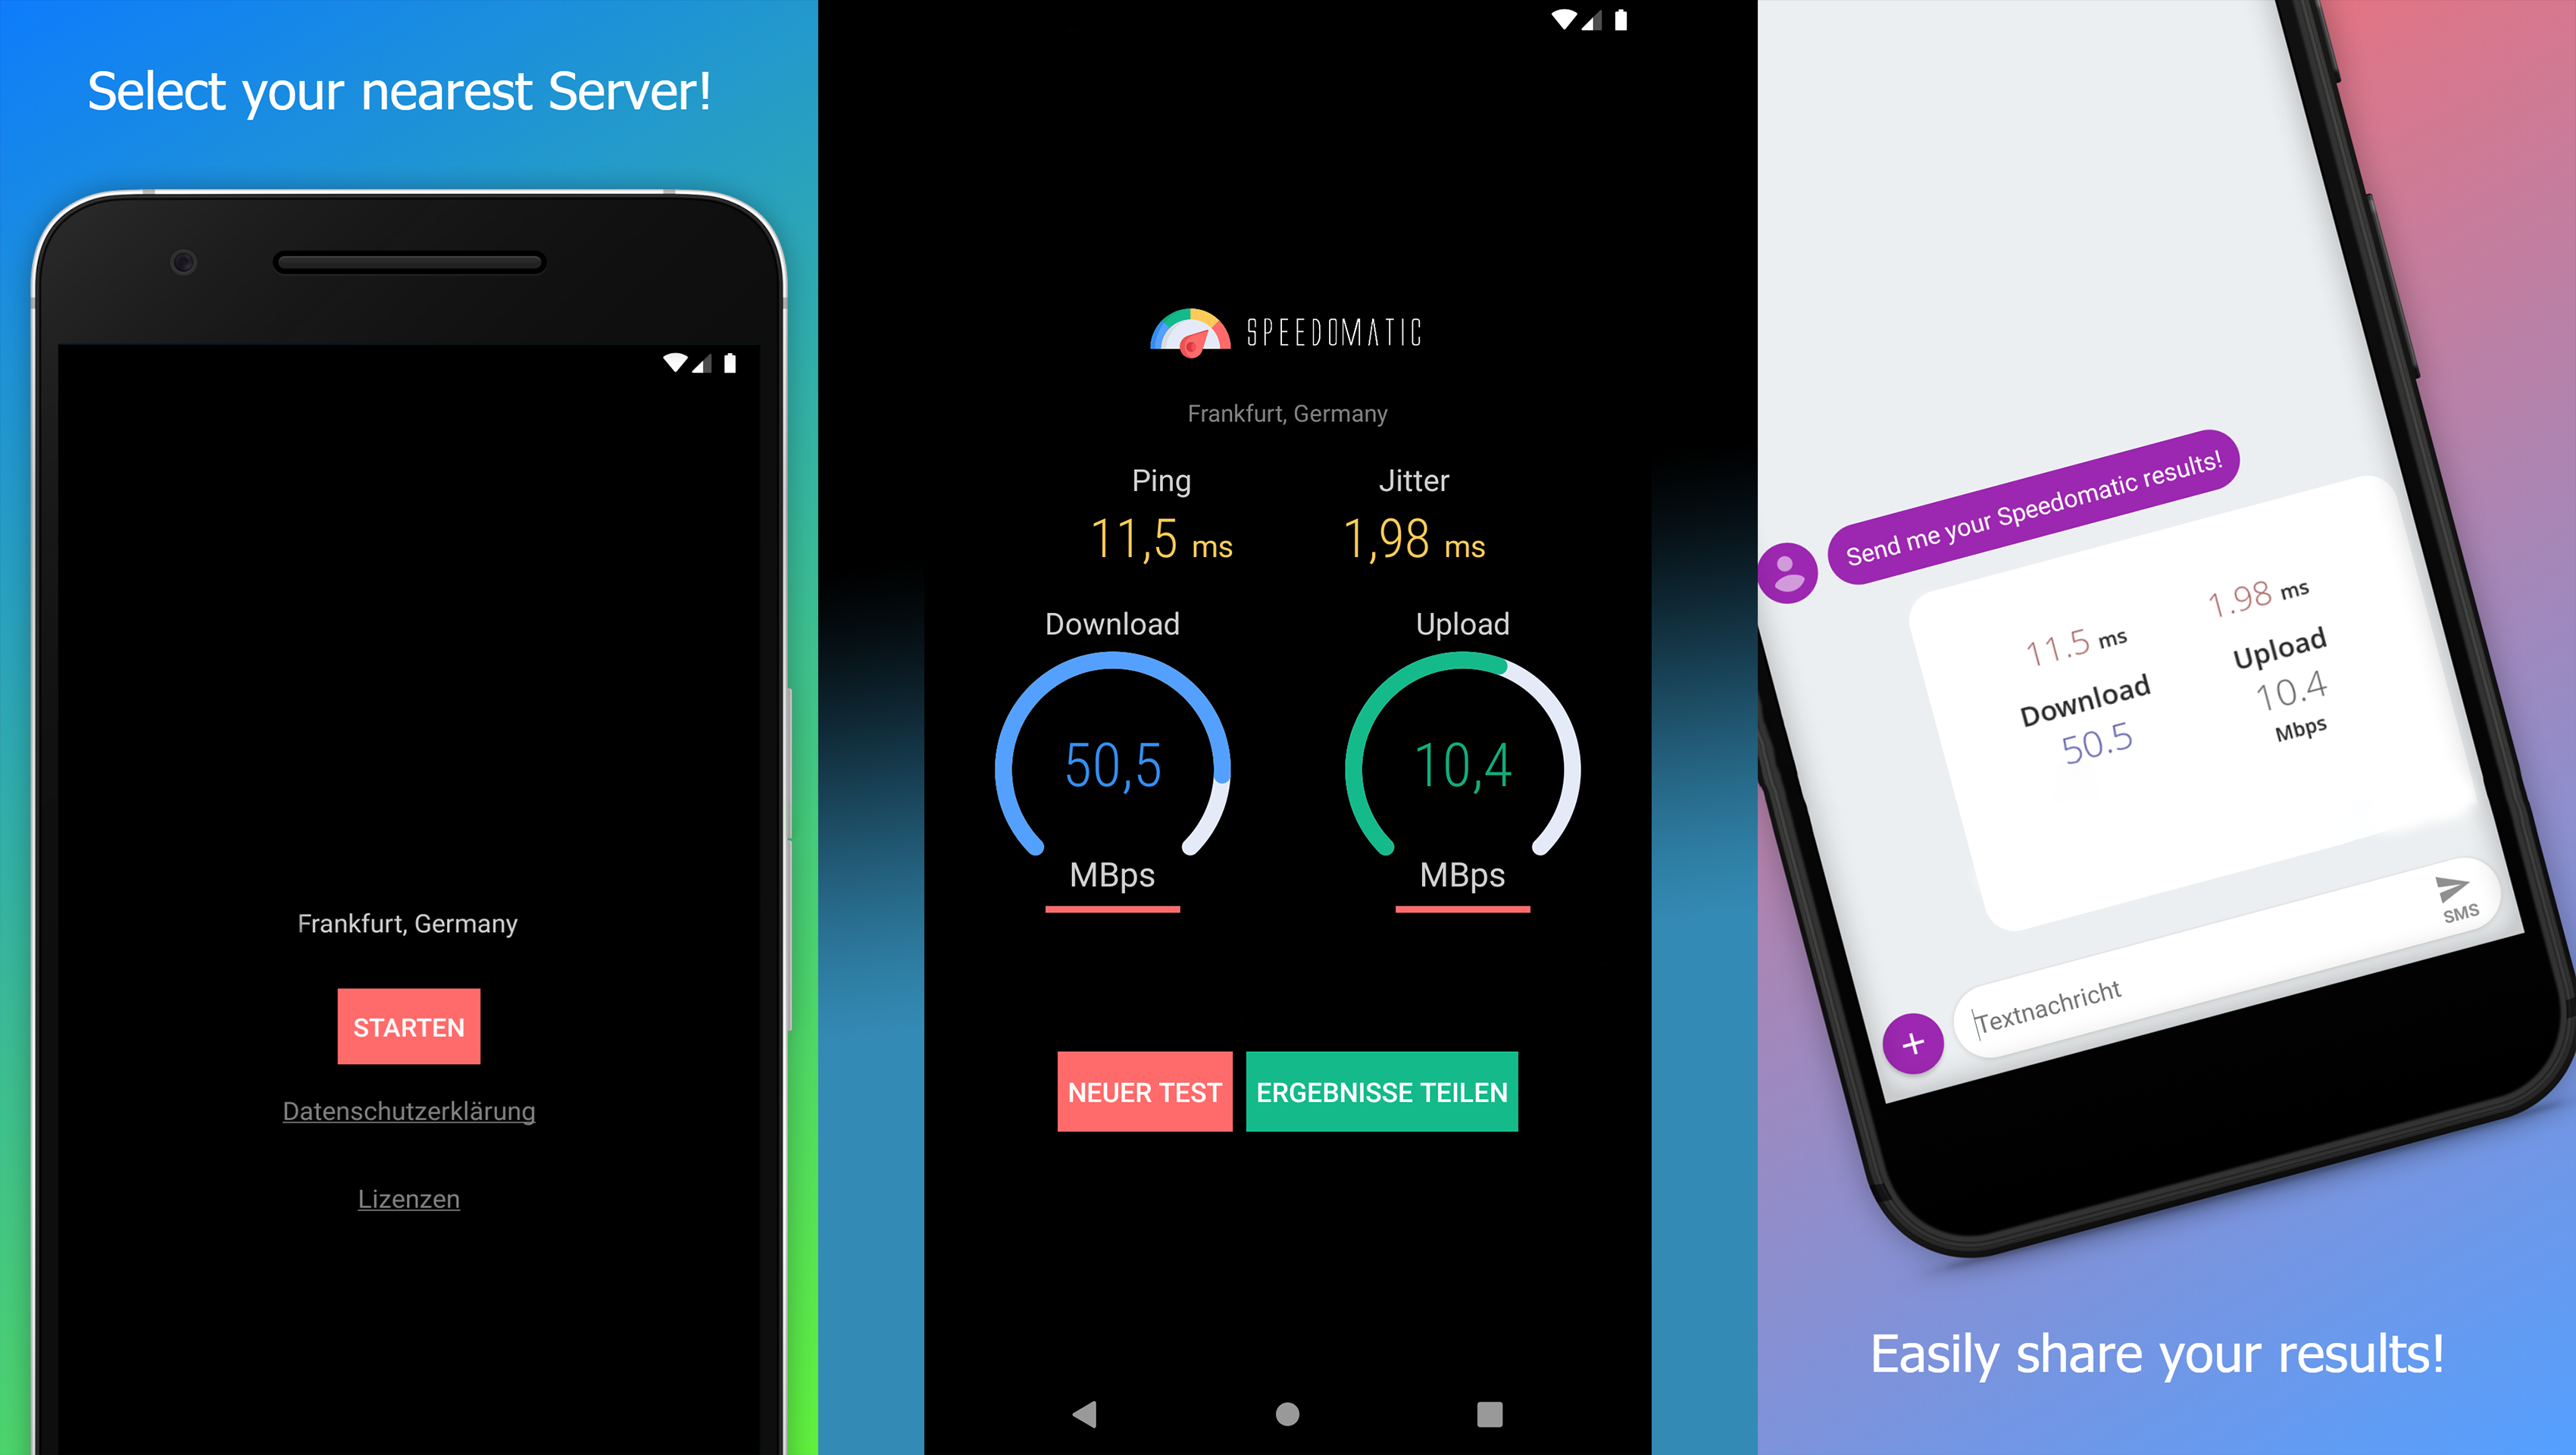 Select your nearest Server!
Frankfurt, Germany
STARTEN
Datenschutzerklärung
Lizenzen
SPEEDOMATIC
Frankfurt, Germany
Ping Jitter
11,5 ms 1,98 ms
Download Upload
50,5 10,4
MBps MBps
NEUER TEST ERGEBNISSE TEILEN
Send me your Speedomatic results!
11.5 ms 1.98 ms
Download Upload
50.5 10.4
Mbps
Textnachricht
SMS
Easily share your results!